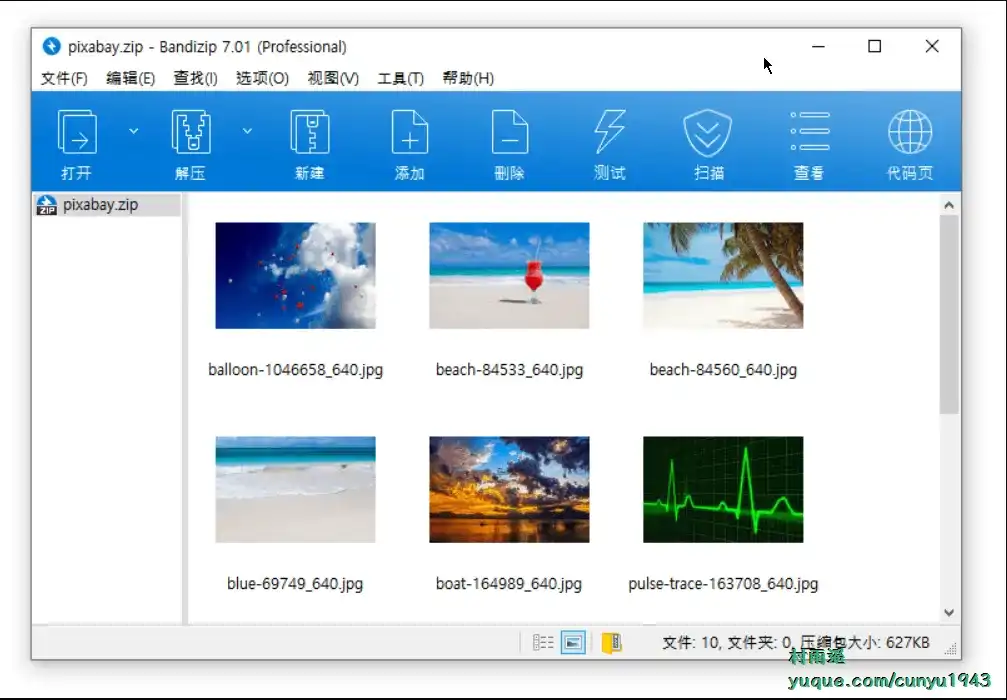 pixabay.zip - Bandizip 7.01 (Professional)
文件(F) 编辑(E) 查找(I) 选项(O) 视图(V) 工具(T) 帮助(H)
打开 解压 新建 添加 删除 测试 扫描 查看 代码页
ZIP pixabay.zip
balloon-1046658_640.jpg beach-84533_640.jpg beach-84560_640.jpg
blue-69749_640.jpg boat-164989_640.jpg pulse-trace-163708_640.jpg
文件: 10, 文件夹: 0, 压缩包大小: 627KB
村雨遥
yuque.com/cunyu1943